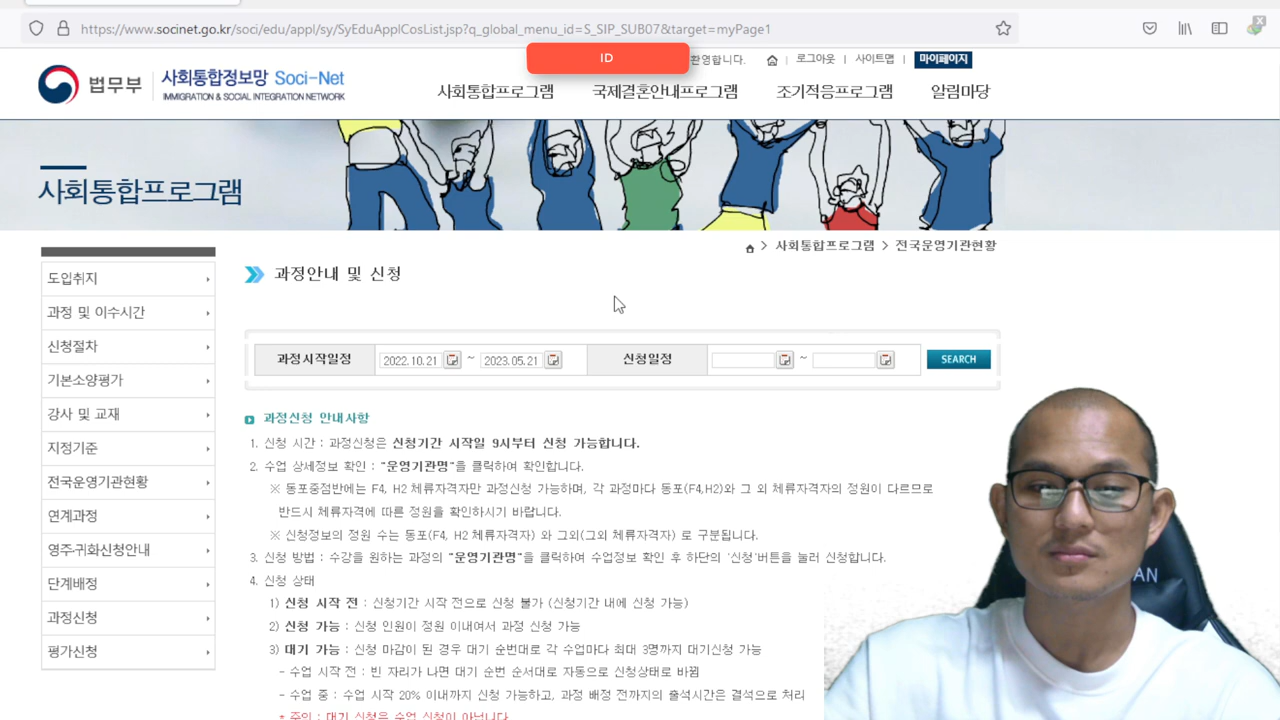 https://www.socinet.go.kr/soci/edu/appl/sy/SyEduApplCosList.jsp?q_global_menu_id=S_SIP_SUB07&target=myPage1
ID
환영합니다.
로그아웃
사이트맵
마이페이지
법무부
사회통합정보망 Soci-Net
IMMIGRATION & SOCIAL INTEGRATION NETWORK
사회통합프로그램
국제결혼안내프로그램
조기적응프로그램
알림마당
사회통합프로그램
> 사회통합프로그램 > 전국운영기관현황
도입취지
과정 및 이수시간
신청절차
기본소양평가
강사 및 교재
지정기준
전국운영기관현황
연계과정
영주·귀화신청안내
단계배정
과정신청
평가신청
과정안내 및 신청
과정시작일정 2022.10.21 ~ 2023.05.21 신청일정 ~ SEARCH
과정신청 안내사항
1. 신청 시간 : 과정신청은 신청기간 시작일 9시부터 신청 가능합니다.
2. 수업 상세정보 확인 : "운영기관명"을 클릭하여 확인합니다.
※ 동포중점반에는 F4, H2 체류자격자만 과정신청 가능하며, 각 과정마다 동포(F4,H2)와 그 외 체류자격자의 정원이 다르므로
반드시 체류자격에 따른 정원을 확인하시기 바랍니다.
※ 신청정보의 정원 수는 동포(F4, H2 체류자격자) 와 그외(그외 체류자격자) 로 구분됩니다.
3. 신청 방법 : 수강을 원하는 과정의 "운영기관명"을 클릭하여 수업정보 확인 후 하단의 '신청'버튼을 눌러 신청합니다.
4. 신청 상태
1) 신청 시작 전 : 신청기간 시작 전으로 신청 불가 (신청기간 내에 신청 가능)
2) 신청 가능 : 신청 인원이 정원 이내여서 과정 신청 가능
3) 대기 가능 : 신청 마감이 된 경우 대기 순번대로 각 수업마다 최대 3명까지 대기신청 가능
- 수업 시작 전 : 빈 자리가 나면 대기 순번 순서대로 자동으로 신청상태로 바뀜
- 수업 중 : 수업 시작 20% 이내까지 신청 가능하고, 과정 배정 전까지의 출석시간은 결석으로 처리
* 주의 : 대기 신청은 수업 신청이 아닙니다.